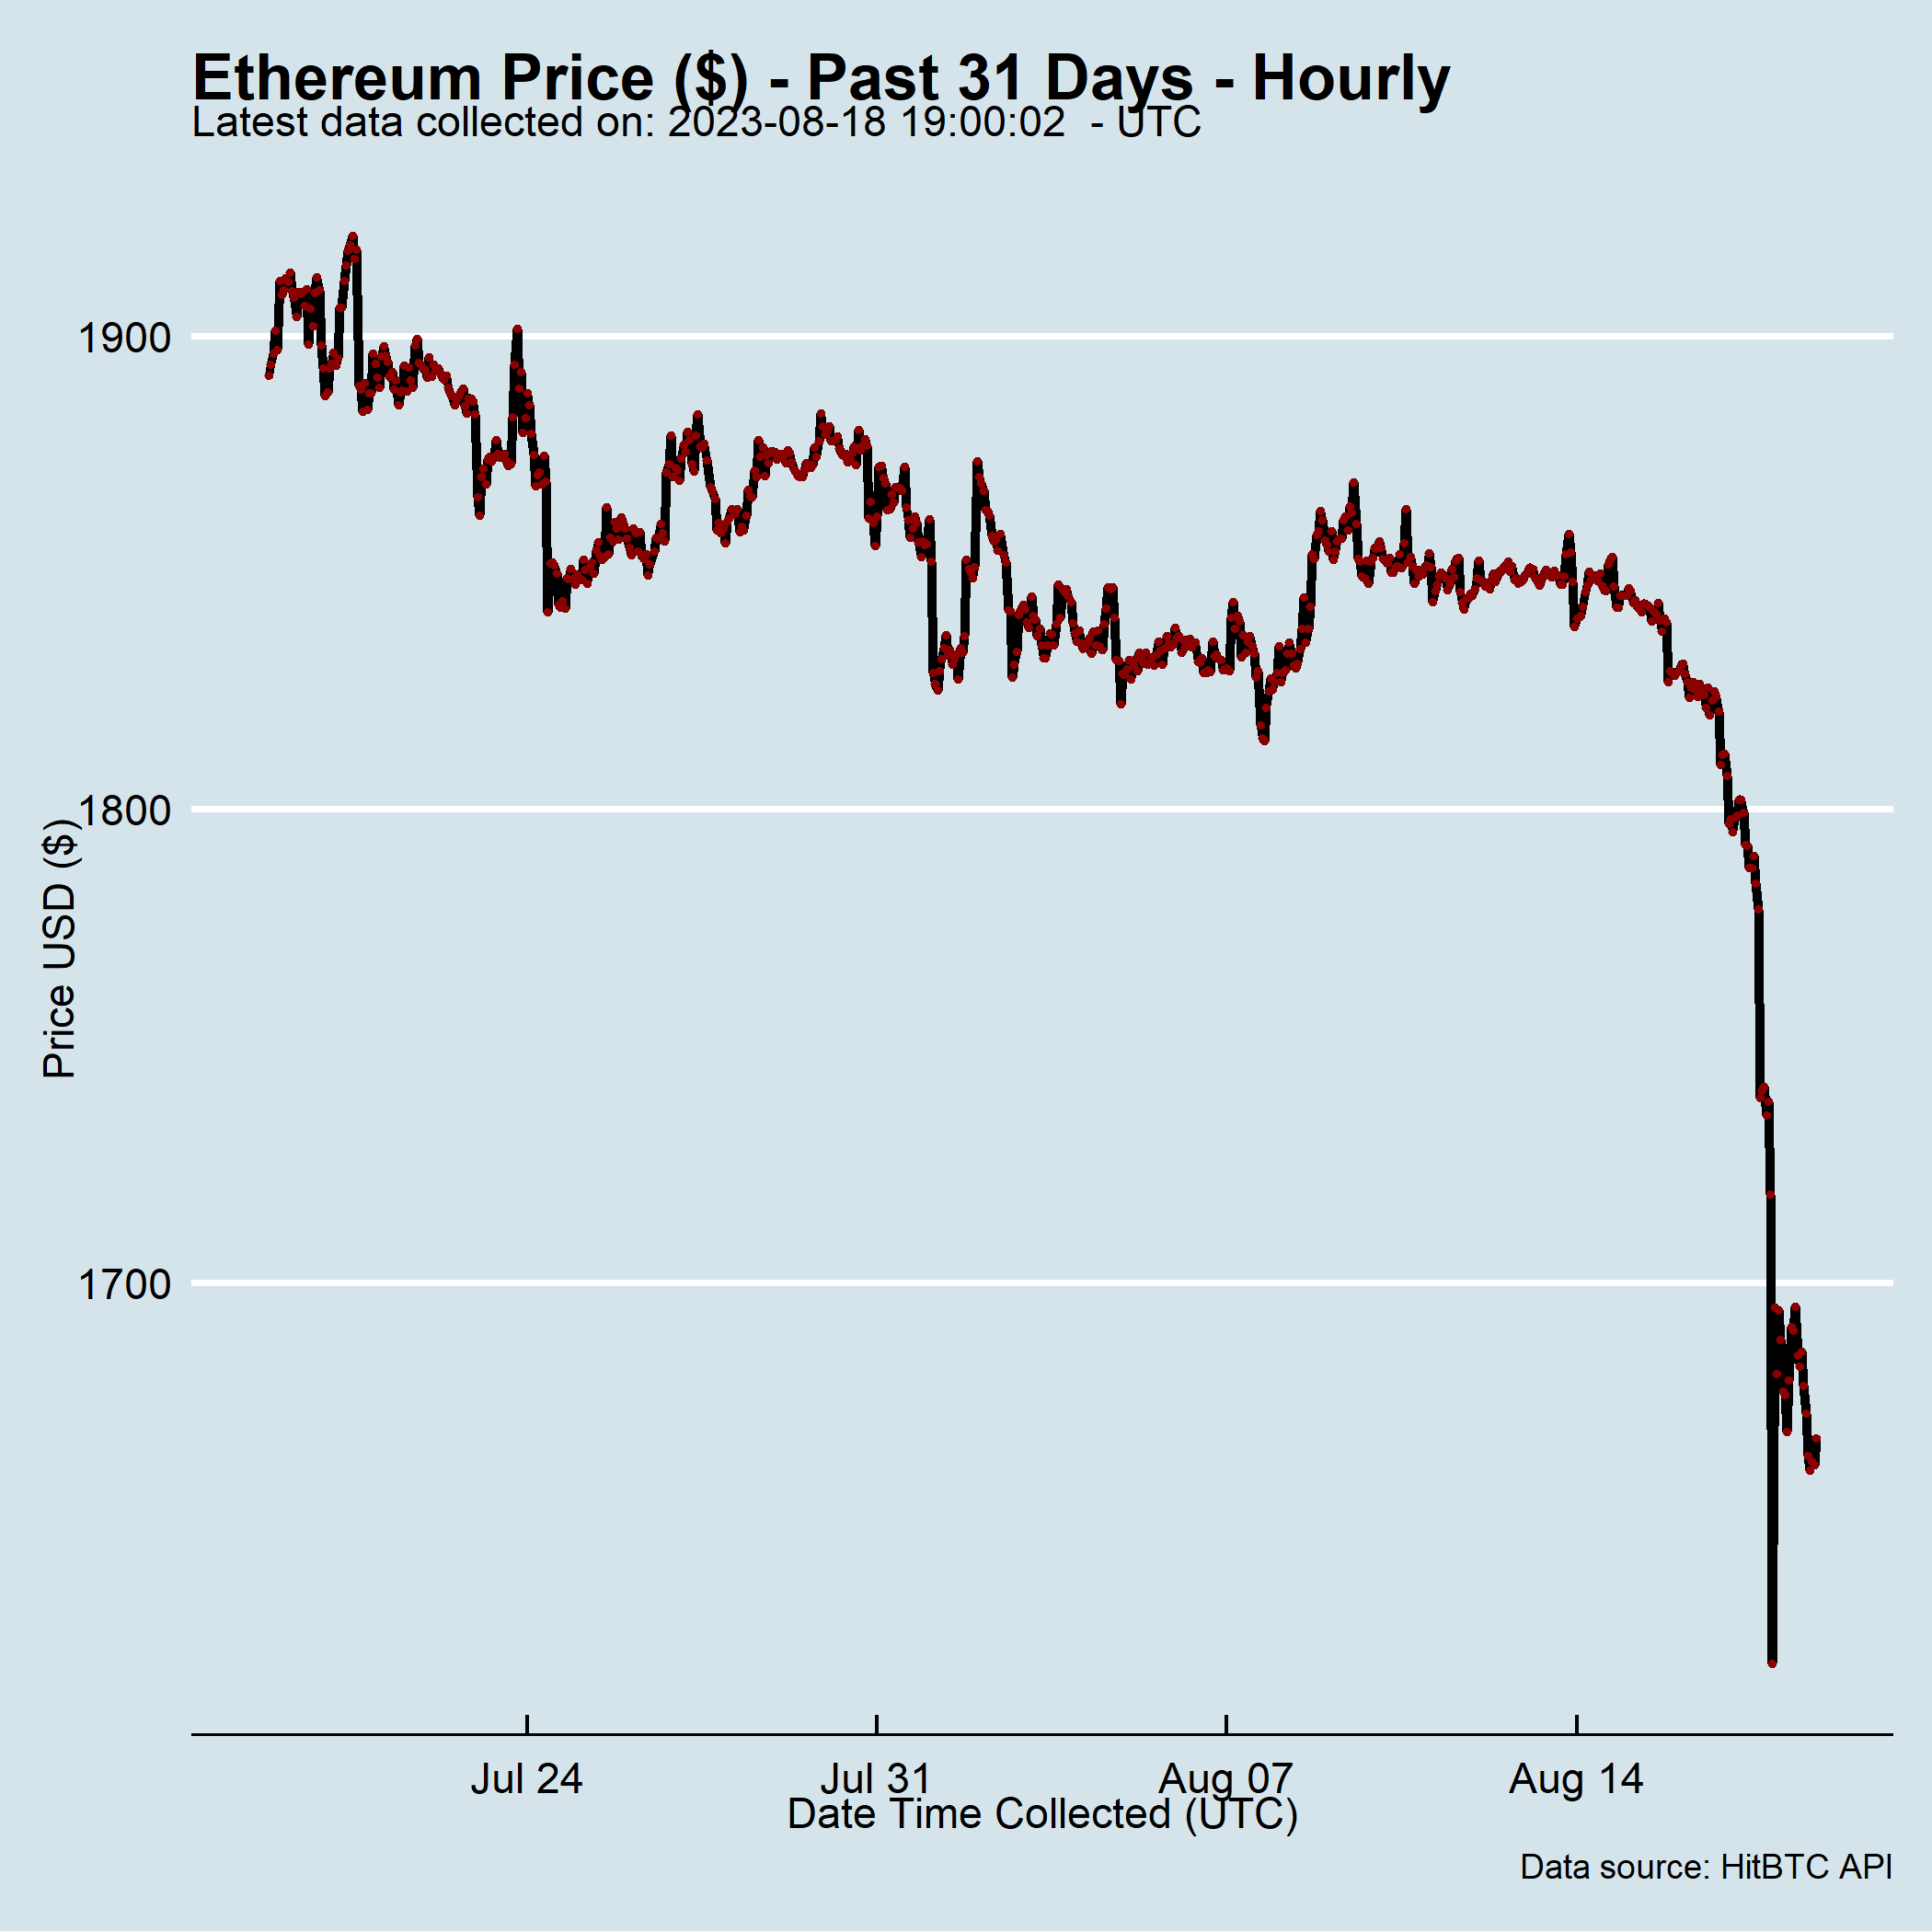 Ethereum Price ($) - Past 31 Days - Hourly
Latest data collected on: 2023-08-18 19:00:02  - UTC
1900
1800
1700
Price USD ($)
Jul 24
Jul 31
Aug 07
Aug 14
Date Time Collected (UTC)
Data source: HitBTC API